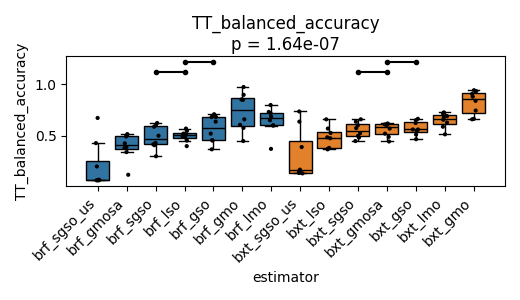 TT_balanced_accuracy
p = 1.64e-07
TT_balanced_accuracy
1.0
0.5
brf_sgso_us
brf_gmosa
brf_sgso
brf_lso
brf_gso
brf_gmo
brf_lmo
bxt_sgso_us
bxt_lso
bxt_sgso
bxt_gmosa
bxt_gso
bxt_lmo
bxt_gmo
estimator